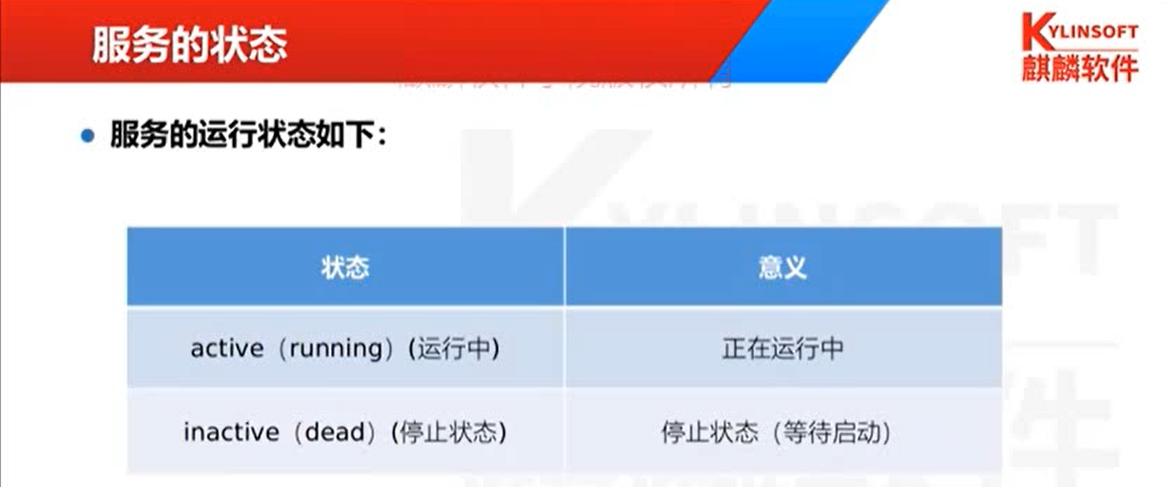 服务的状态
KYLINSOFT
麒麟软件
服务的运行状态如下：
状态 意义
active（running）(运行中) 正在运行中
inactive（dead）(停止状态) 停止状态（等待启动）